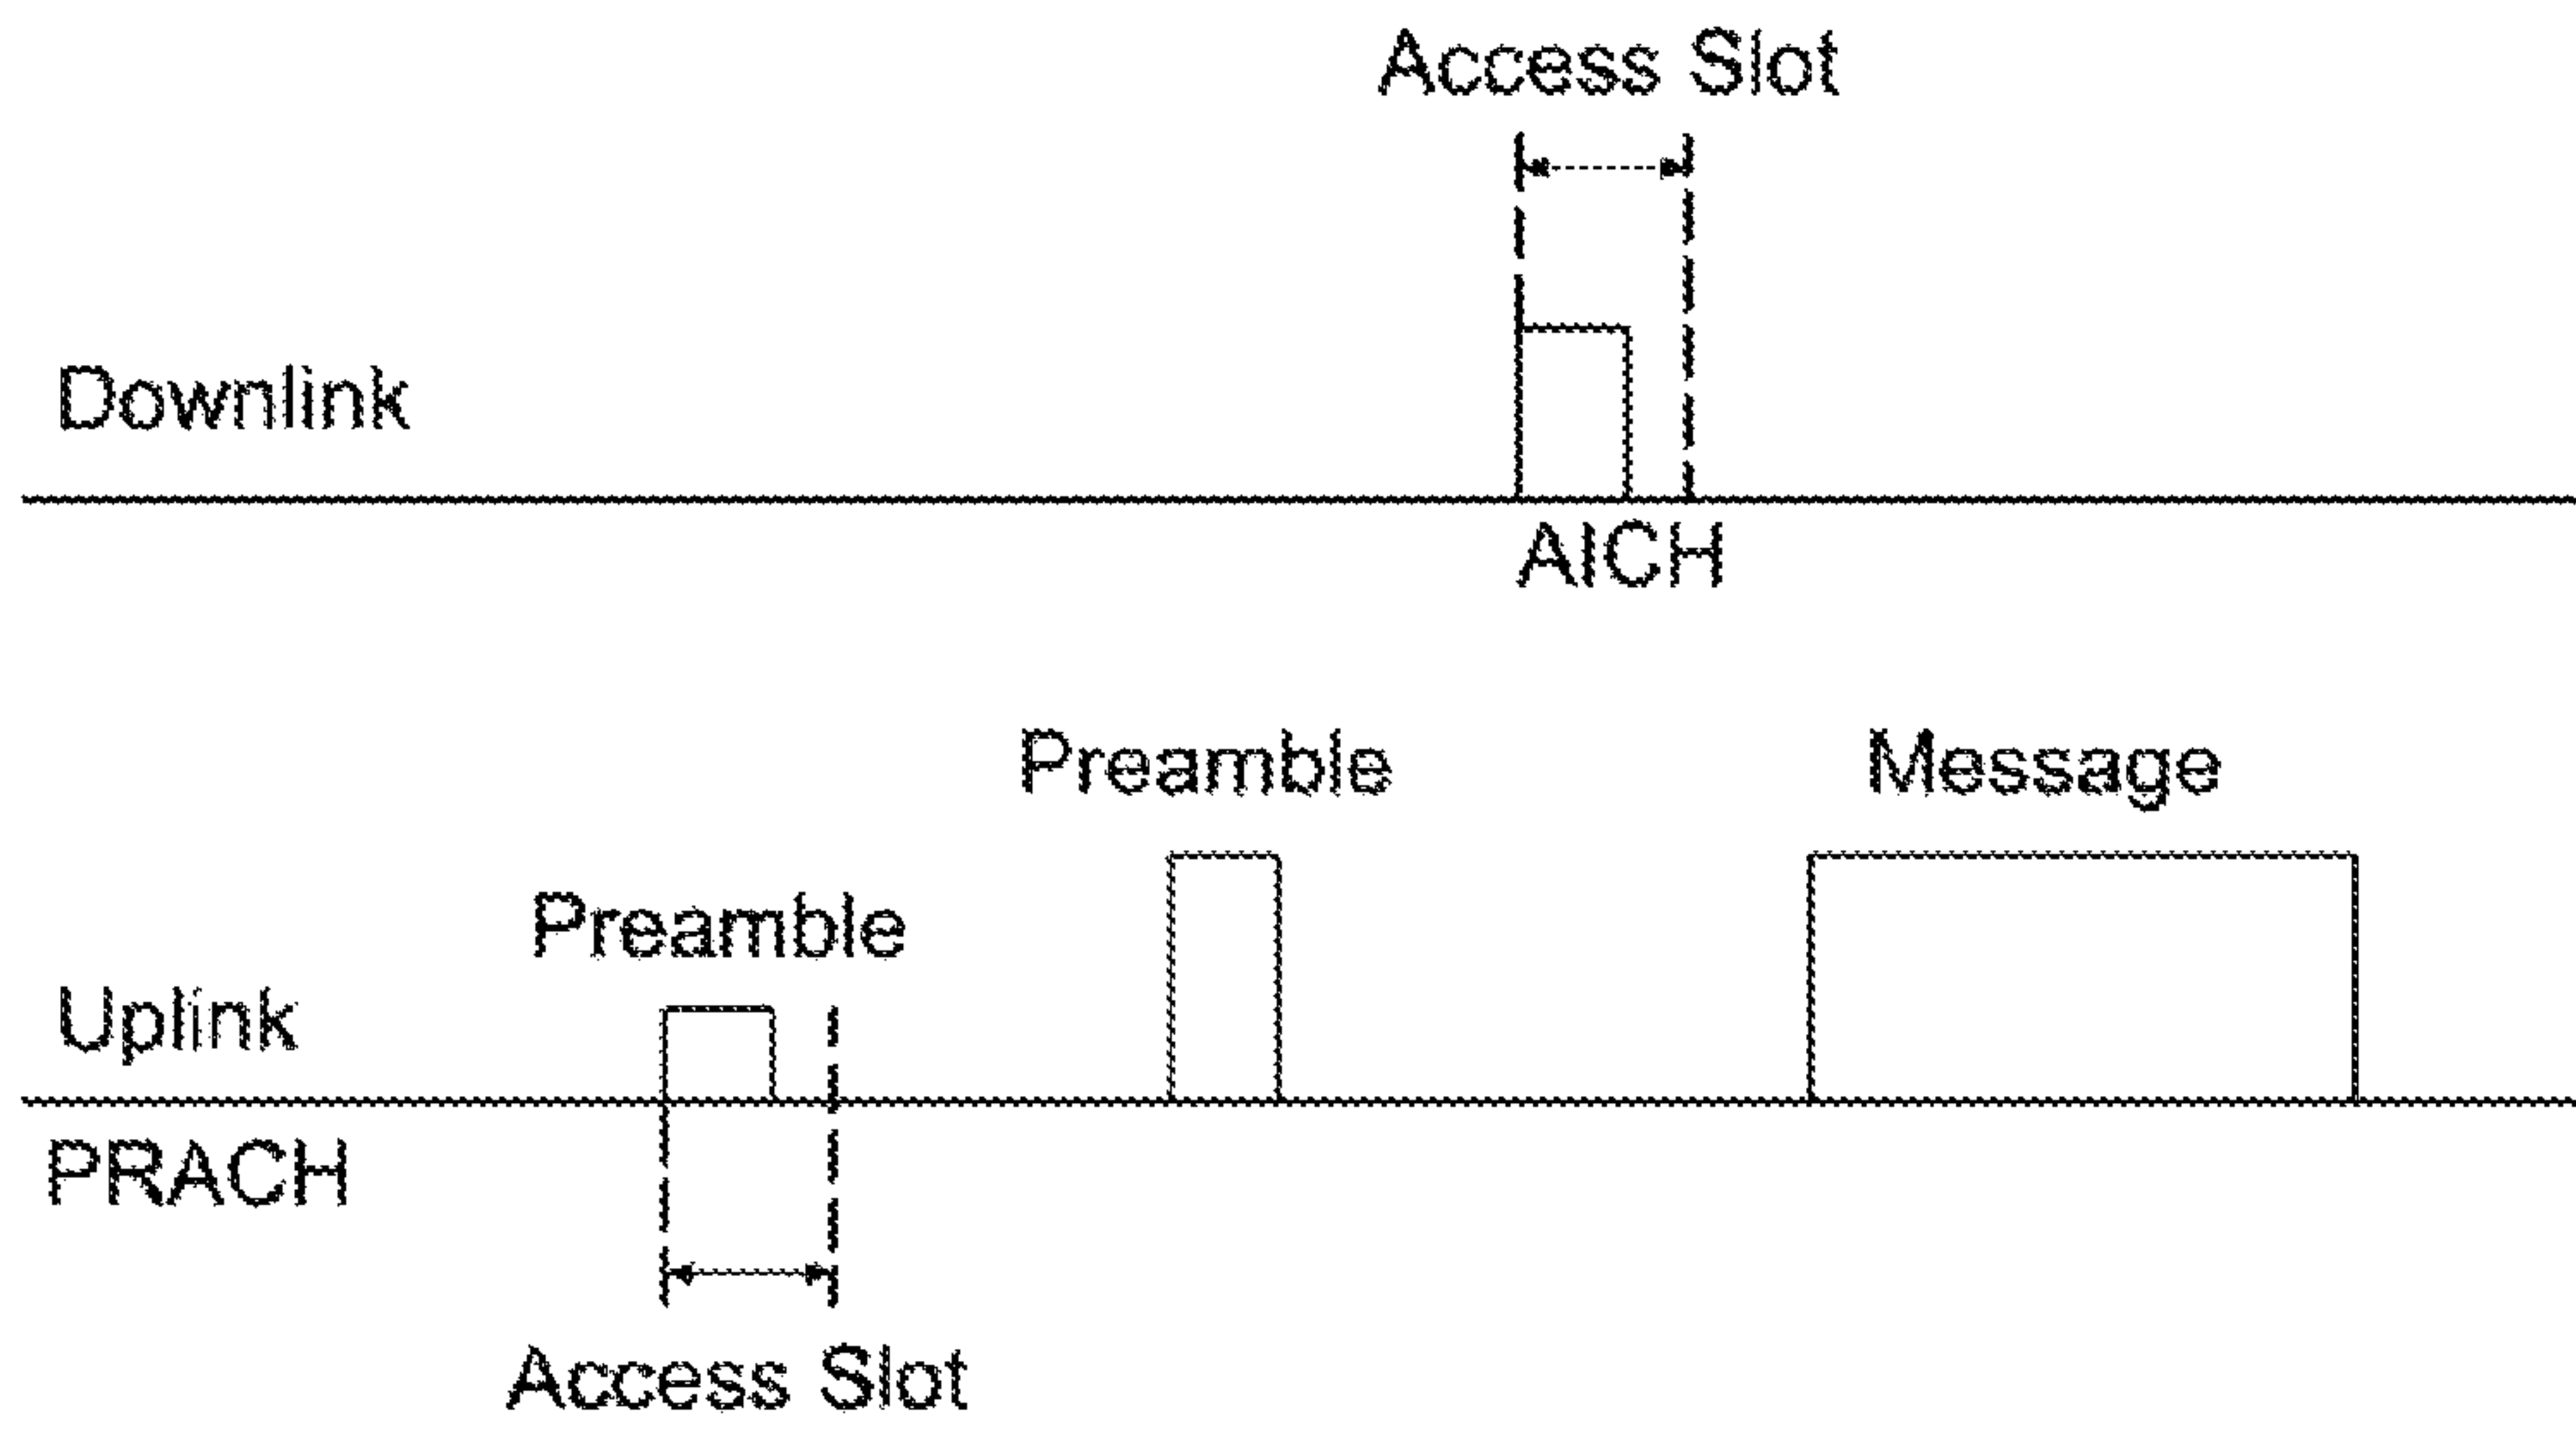 Access Slot
Downlink
AICH
Preamble
Message
Preamble
Uplink
PRACH
Access Slot